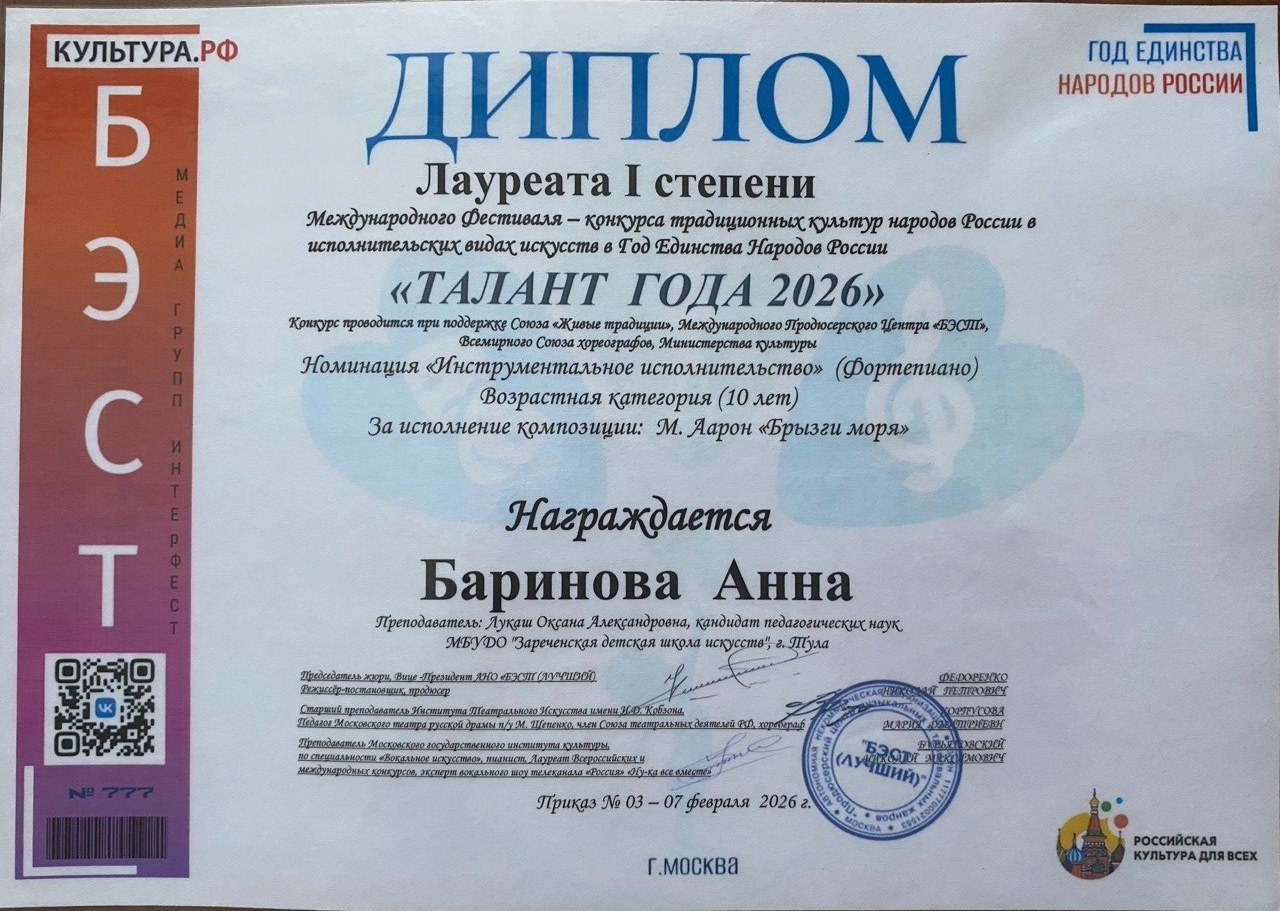 КУЛЬТУРА.РФ
БЭСТ
МЕДИА ГРУПП ИНТЕРФЕСТ
№ 777
ГОД ЕДИНСТВА
НАРОДОВ РОССИИ
ДИПЛОМ
Лауреата I степени
Международного Фестиваля – конкурса традиционных культур народов России в
исполнительских видах искусств в Год Единства Народов России
«ТАЛАНТ ГОДА 2026»
Конкурс проводится при поддержке Союза «Живые традиции», Международного Продюсерского Центра «БЭСТ»,
Всемирного Союза хореографов, Министерства культуры
Номинация «Инструментальное исполнительство» (Фортепиано)
Возрастная категория (10 лет)
За исполнение композиции: М. Аарон «Брызги моря»
Награждается
Баринова Анна
Преподаватель: Лукаш Оксана Александровна, кандидат педагогических наук
МБУДО "Зареченская детская школа искусств", г. Тула
Председатель жюри, Вице -Президент АНО «БЭСТ (ЛУЧШИЙ) ФЕДОРЕНКО
Режиссёр-постановщик, продюсер НИКОЛАЙ ПЕТРОВИЧ
Старший преподаватель Института Театрального Искусства имени И.Д. Кобзона,
Педагог Московского театра русской драмы п/у М. Щепенко, член Союза театральных деятелей РФ, хореограф МАРИЯ
Преподаватель Московского государственного института культуры,
по специальности «Вокальное искусство», пианист, Лауреат Всероссийских и
международных конкурсов, эксперт вокального шоу телеканала «Россия» «Ну-ка все вместе»
"БЭСТ
(ЛУЧШИЙ)"
МОСКВА
Приказ № 03 – 07 февраля 2026 г.
г.МОСКВА
РОССИЙСКАЯ
КУЛЬТУРА ДЛЯ ВСЕХ